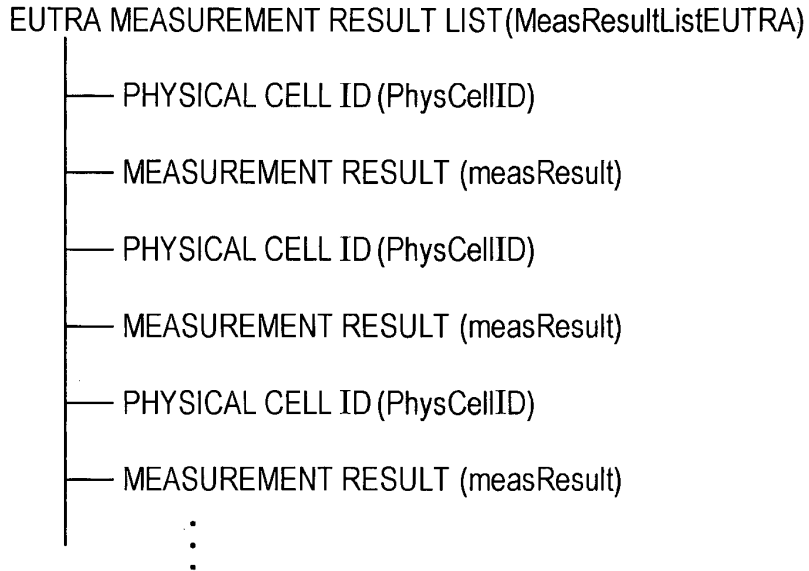 EUTRA MEASUREMENT RESULT LIST(MeasResultListEUTRA)
PHYSICAL CELL ID (PhysCellID)
MEASUREMENT RESULT (measResult)
PHYSICAL CELL ID (PhysCellID)
MEASUREMENT RESULT (measResult)
PHYSICAL CELL ID (PhysCellID)
MEASUREMENT RESULT (measResult)